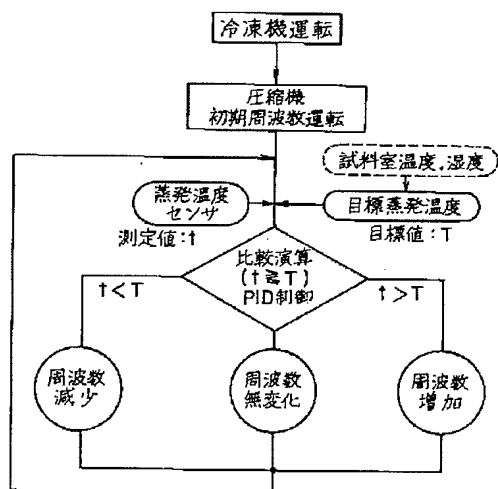 冷凍機運転
圧縮機
初期周波数運転
試料室温度,湿度
蒸発温度
センサ
目標蒸発温度
測定値:t
目標値:T
比較演算
(t≷T)
PID制御
t<T
t>T
周波数
減少
周波数
無変化
周波数
増加